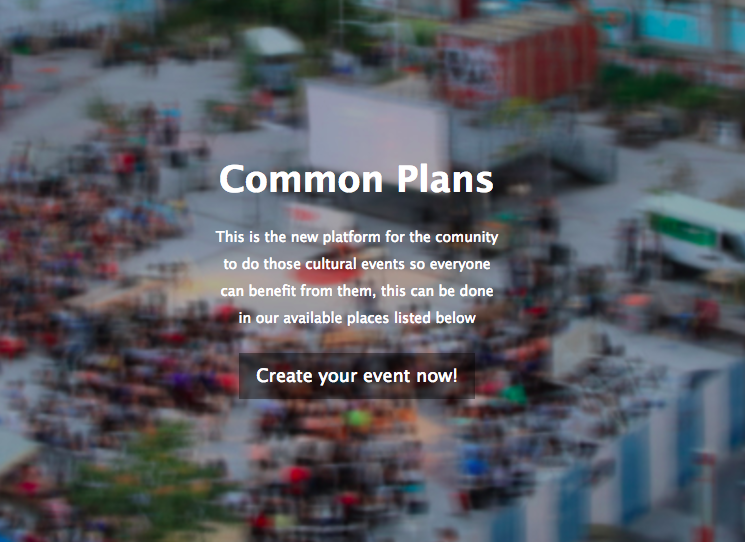 Common Plans
This is the new platform for the comunity
to do those cultural events so everyone
can benefit from them, this can be done
in our available places listed below
Create your event now!